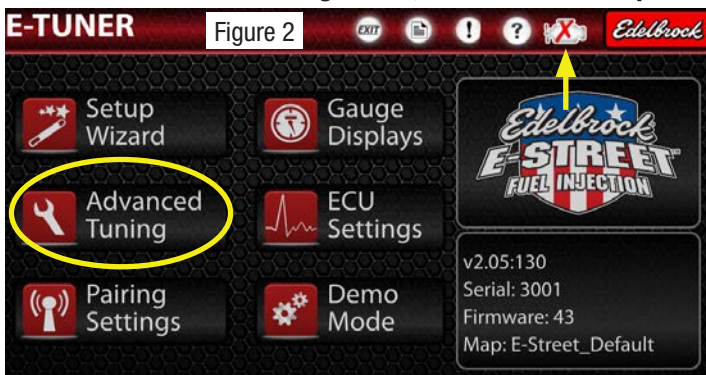 E-TUNER
Figure 2
EXIT
!
?
X
Edelbrock
Setup
Wizard
Gauge
Displays
Advanced
Tuning
ECU
Settings
Pairing
Settings
Demo
Mode
Edelbrock
E-STREET
FUEL INJECTION
v2.05:130
Serial: 3001
Firmware: 43
Map: E-Street_Default